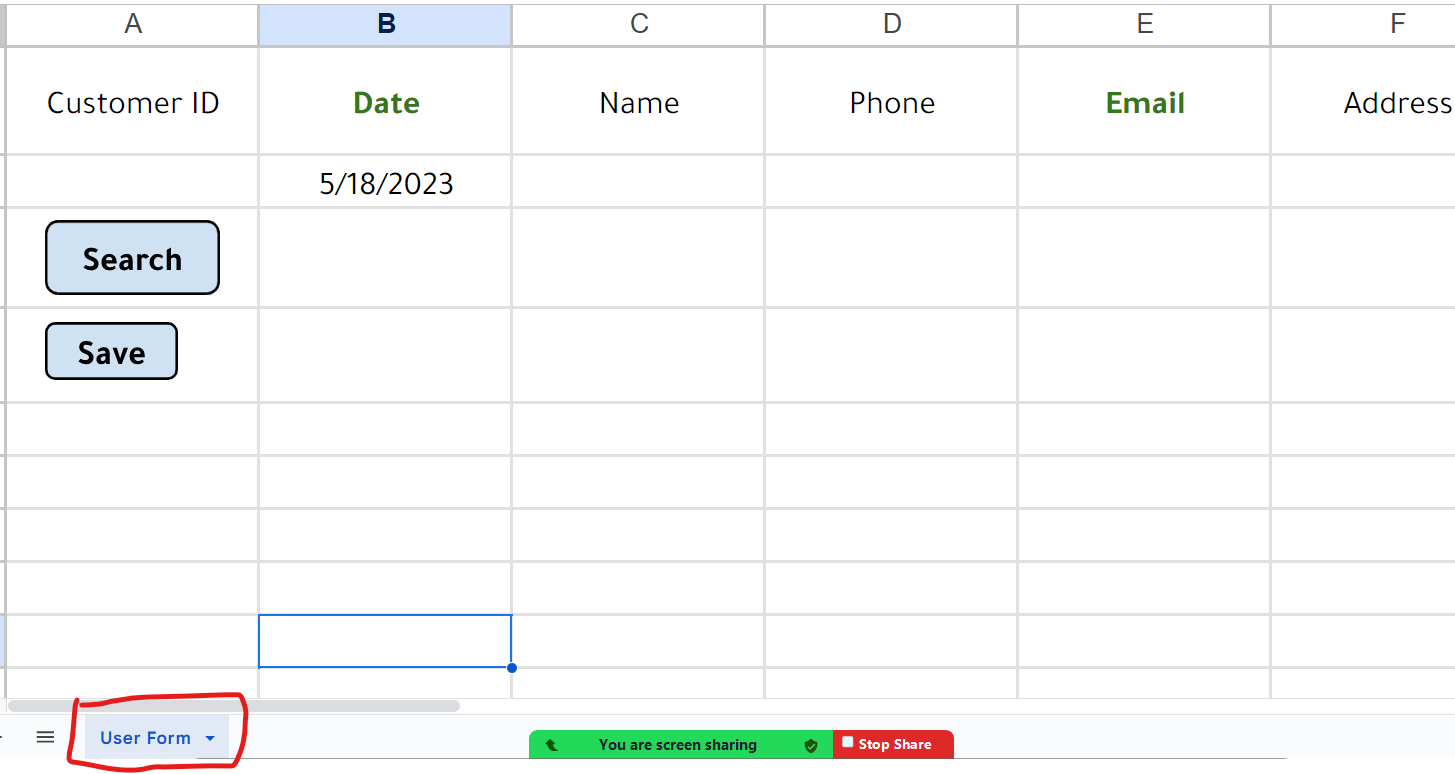 A B C D E F
Customer ID Date Name Phone Email Address
5/18/2023
Search
Save
User Form
You are screen sharing Stop Share